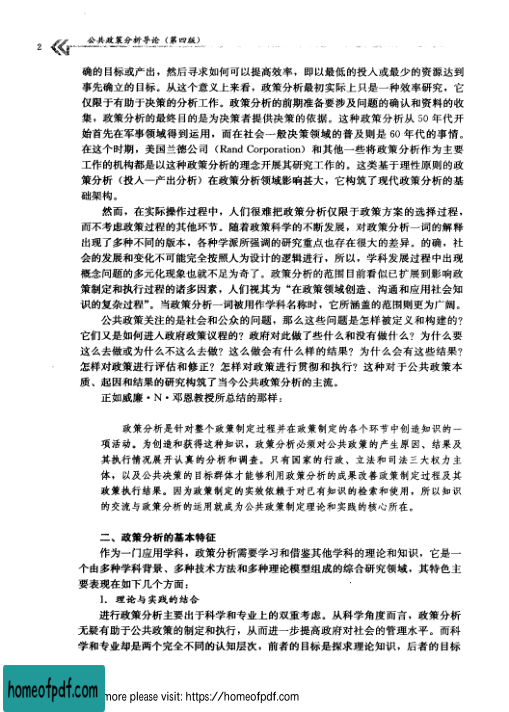 2
公共政策分析导论（第四版）
确的目标或产出，然后寻求如何可以提高效率，即以最低的投人或最少的资源达到
事先确立的目标。从这个意义上来看，政策分析最初实际上只是一种效率研究，它
仅限于有助于决策的分析工作。政策分析的前期准备要涉及问题的确认和资料的收
集，政策分析的最终目的是为决策者提供决策的依据。这种政策分析从 50 年代开
始首先在军事领域得到运用，而在社会一般决策领域的普及则是 60 年代的事情。
在这个时期，美国兰德公司（Rand Corporation）和其他一些将政策分析作为主要
工作的机构都是以这种政策分析的理念开展其研究工作的。这类基于理性原则的政
策分析（投人—产出分析）在政策分析领域影响甚大，它构筑了现代政策分析的基
础架构。
然而，在实际操作过程中，人们很难把政策分析仅限于政策方案的选择过程，
而不考虑政策过程的其他环节。随着政策科学的不断发展，对政策分析一词的解释
出现了多种不同的版本，各种学派所强调的研究重点也存在很大的差异。的确，社
会的发展和变化不可能完全按照人为设计的逻辑进行，所以，学科发展过程中出现
概念问题的多元化现象也就不足为奇了。政策分析的范围目前看似已扩展到影响政
策制定和执行过程的诸多因素，人们视其为“在政策领域创造、沟通和应用社会知
识的复杂过程”。当政策分析一词被用作学科名称时，它所涵盖的范围则更为广阔。
公共政策关注的是社会和公众的问题，那么这些问题是怎样被定义和构建的？
它们又是如何进人政府政策议程的？政府对此做了些什么和没有做什么？为什么要
这么去做或为什么不这么去做？这么做会有什么样的结果？为什么会有这些结果？
怎样对政策进行评估和修正？怎样对政策进行贯彻和执行？这种对于公共政策本
质、起因和结果的研究构筑了当今公共政策分析的主流。
正如威廉·N·邓恩教授所总结的那样：
政策分析是针对整个政策制定过程并在政策制定的各个环节中创造知识的一
项活动。为创造和获得这种知识，政策分析必须对公共政策的产生原因、结果及
其执行情况展开认真的分析和调查。只有国家的行政、立法和司法三大权力主
体，以及公共决策的目标群体才能够利用政策分析的成果改善政策制定过程及其
政策执行结果。因为政策制定的实效依赖于对已有知识的检索和使用，所以知识
的交流与政策分析的运用就成为公共政策制定理论和实践的核心所在。
二、政策分析的基本特征
作为一门应用学科，政策分析需要学习和借鉴其他学科的理论和知识，它是一
个由多种学科背景、多种技术方法和多种理论模型组成的综合研究领域，其特色主
要表现在如下几个方面：
1. 理论与实践的结合
进行政策分析主要出于科学和专业上的双重考虑。从科学角度而言，政策分析
无疑有助于公共政策的制定和执行，从而进一步提高政府对社会的管理水平。而科
学和专业却是两个完全不同的认知层次，前者的目标是探求理论知识，后者的目标
homeofpdf.com
more please visit: https://homeofpdf.com